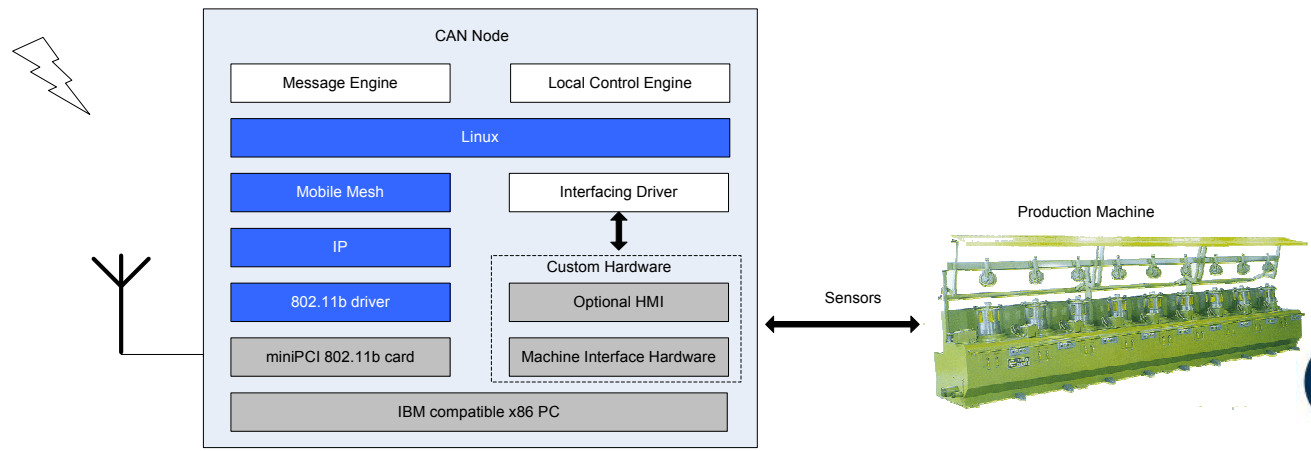 CAN Node
Message Engine
Local Control Engine
Linux
Mobile Mesh
Interfacing Driver
IP
Custom Hardware
802.11b driver
Optional HMI
miniPCI 802.11b card
Machine Interface Hardware
IBM compatible x86 PC
Sensors
Production Machine